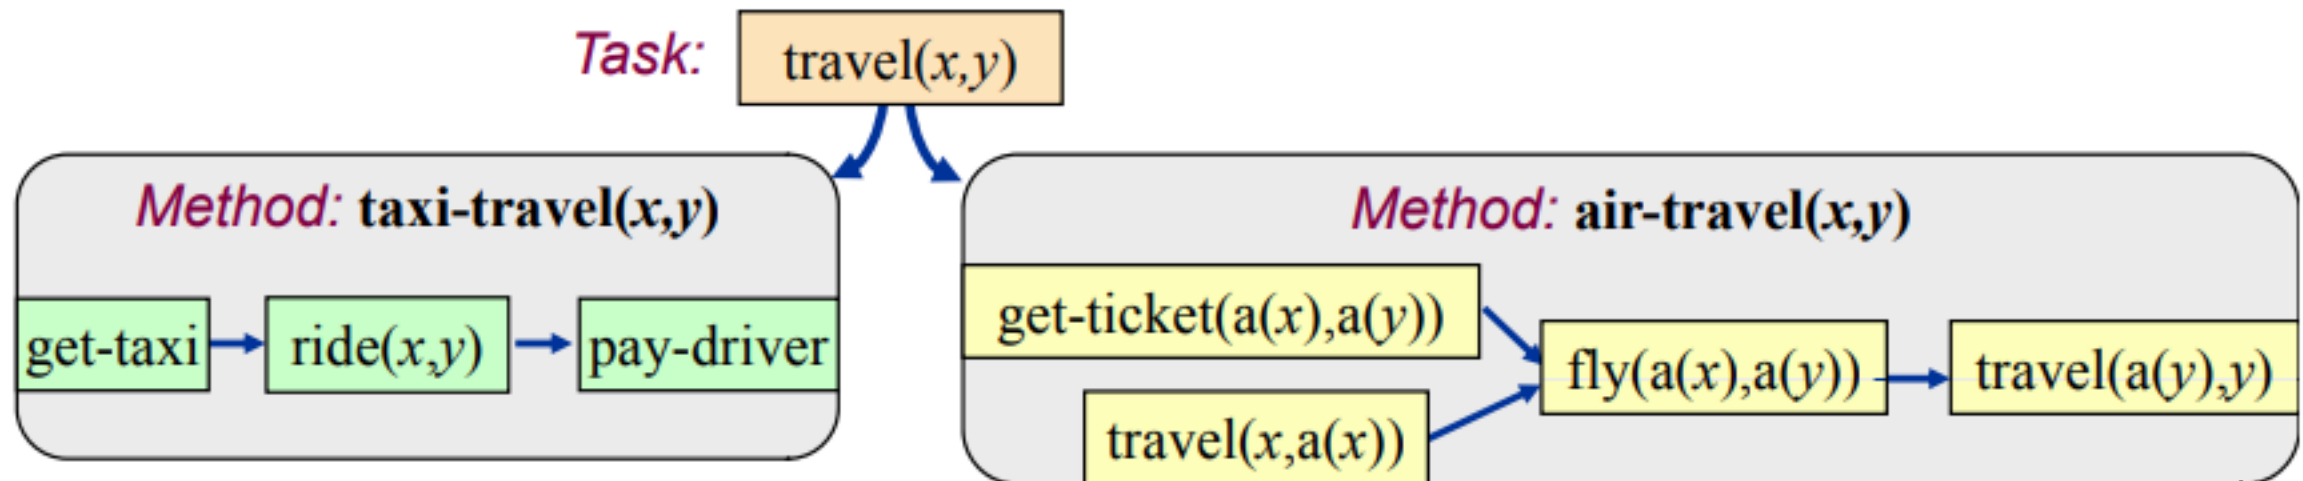 Task: travel(x,y)
Method: taxi-travel(x,y)
get-taxi ride(x,y) pay-driver
Method: air-travel(x,y)
get-ticket(a(x),a(y))
travel(x,a(x))
fly(a(x),a(y)) travel(a(y),y)